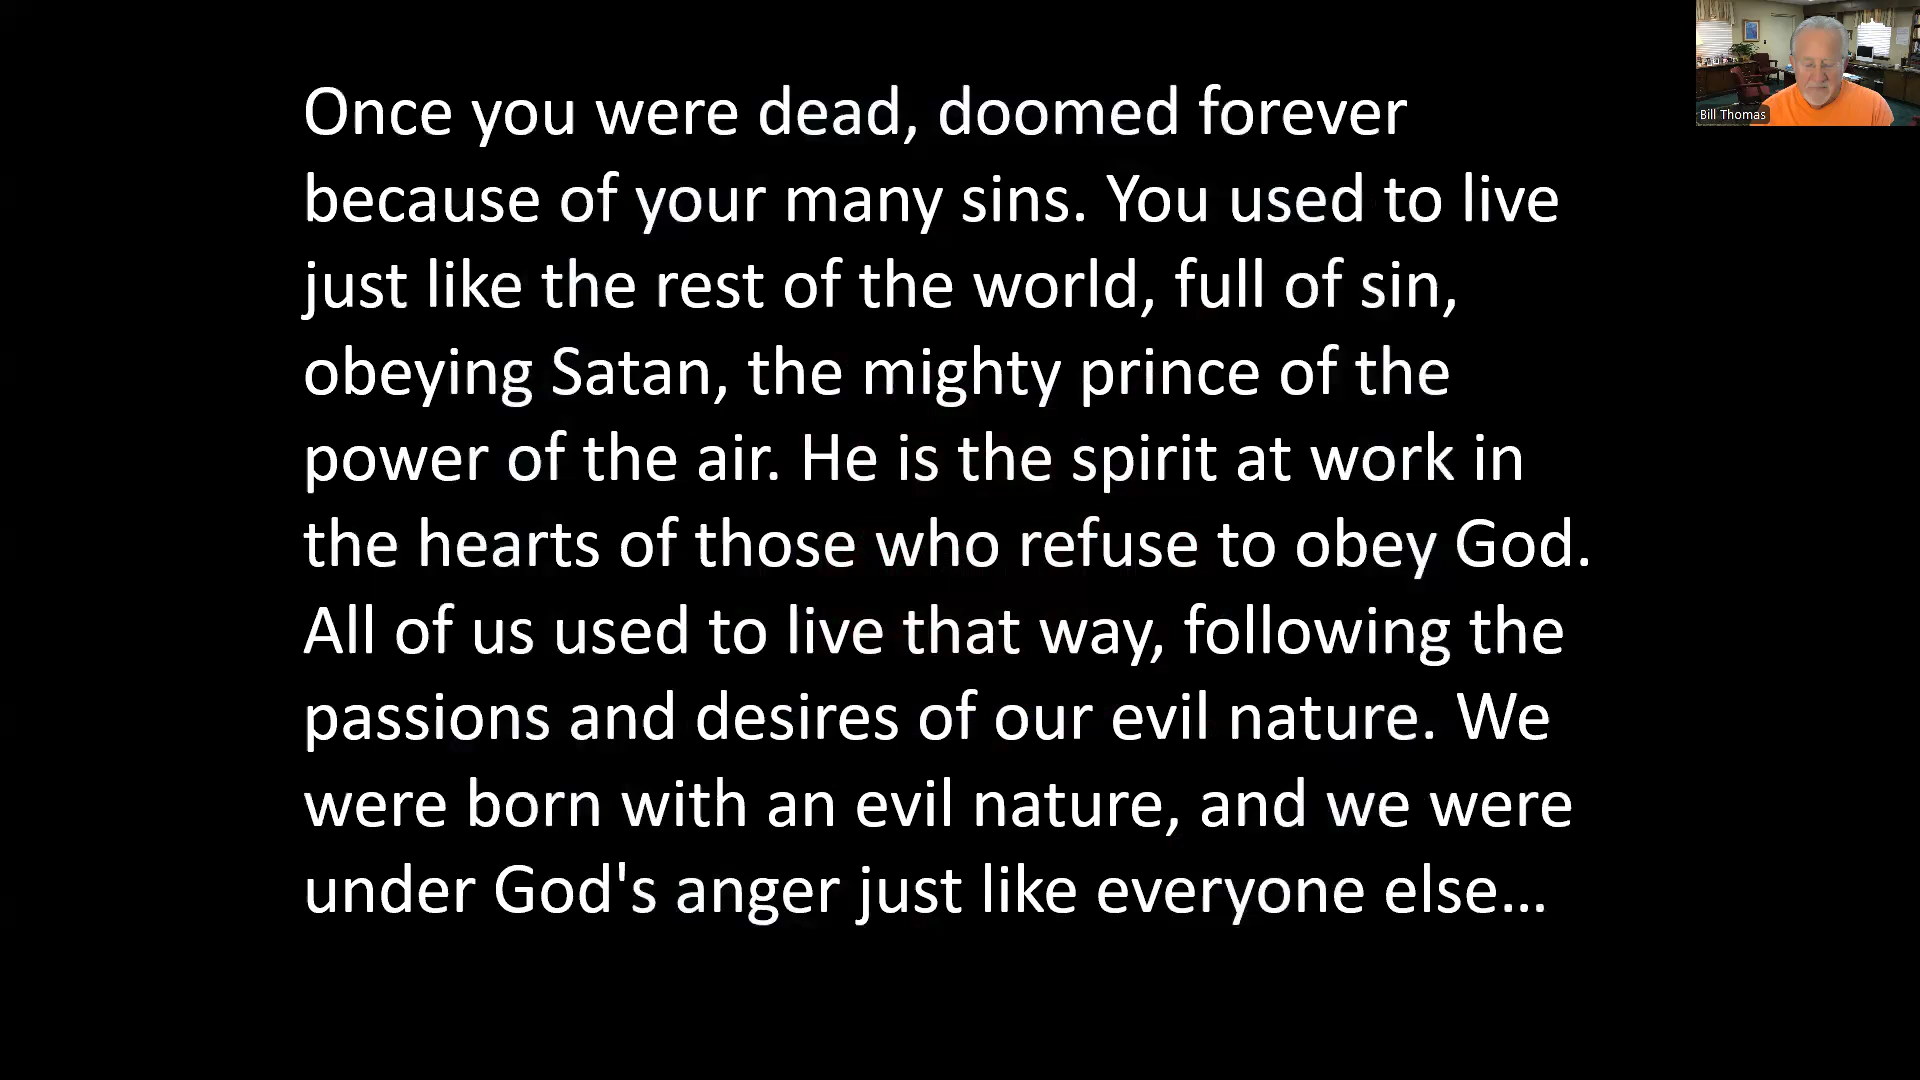 Once you were dead, doomed forever
because of your many sins. You used to live
just like the rest of the world, full of sin,
obeying Satan, the mighty prince of the
power of the air. He is the spirit at work in
the hearts of those who refuse to obey God.
All of us used to live that way, following the
passions and desires of our evil nature. We
were born with an evil nature, and we were
under God's anger just like everyone else...
Bill Thomas